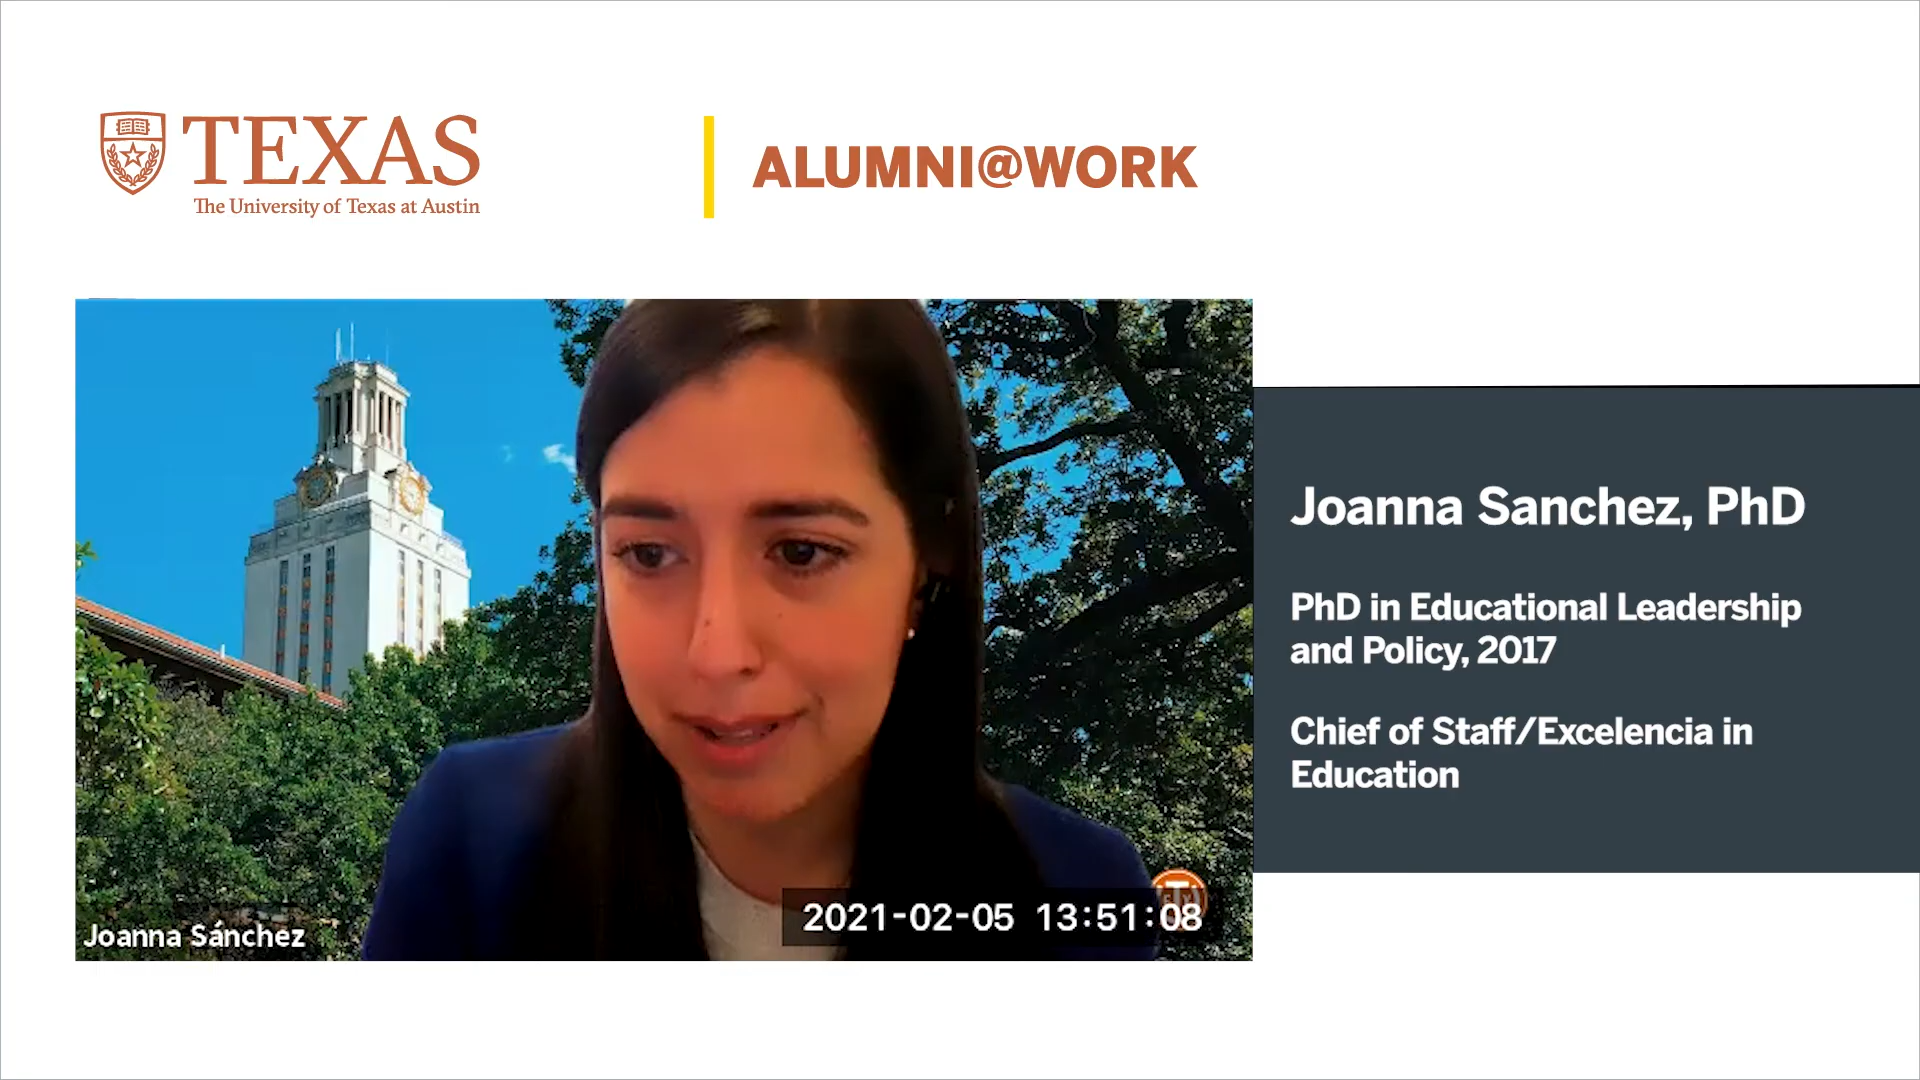 TEXAS
The University of Texas at Austin
ALUMNI@WORK
Joanna Sanchez, PhD
PhD in Educational Leadership
and Policy, 2017
Chief of Staff/Excelencia in
Education
Joanna Sánchez
2021-02-05 13:51:08